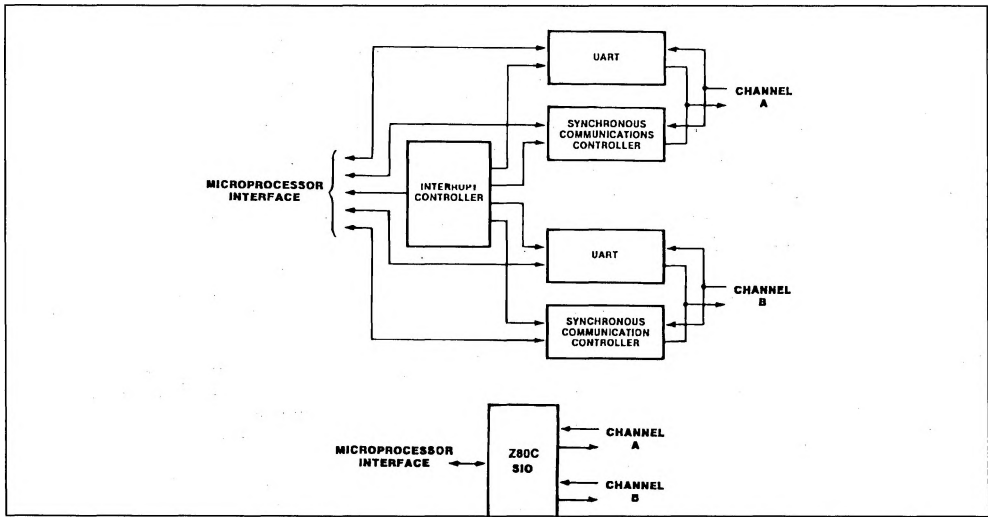 UART
CHANNEL
A
SYNCHRONOUS
COMMUNICATIONS
CONTROLLER
MICROPROCESSOR
INTERFACE
INTERRUPT
CONTROLLER
UART
CHANNEL
B
SYNCHRONOUS
COMMUNICATION
CONTROLLER
MICROPROCESSOR
INTERFACE
Z80C
SIO
CHANNEL
A
CHANNEL
B